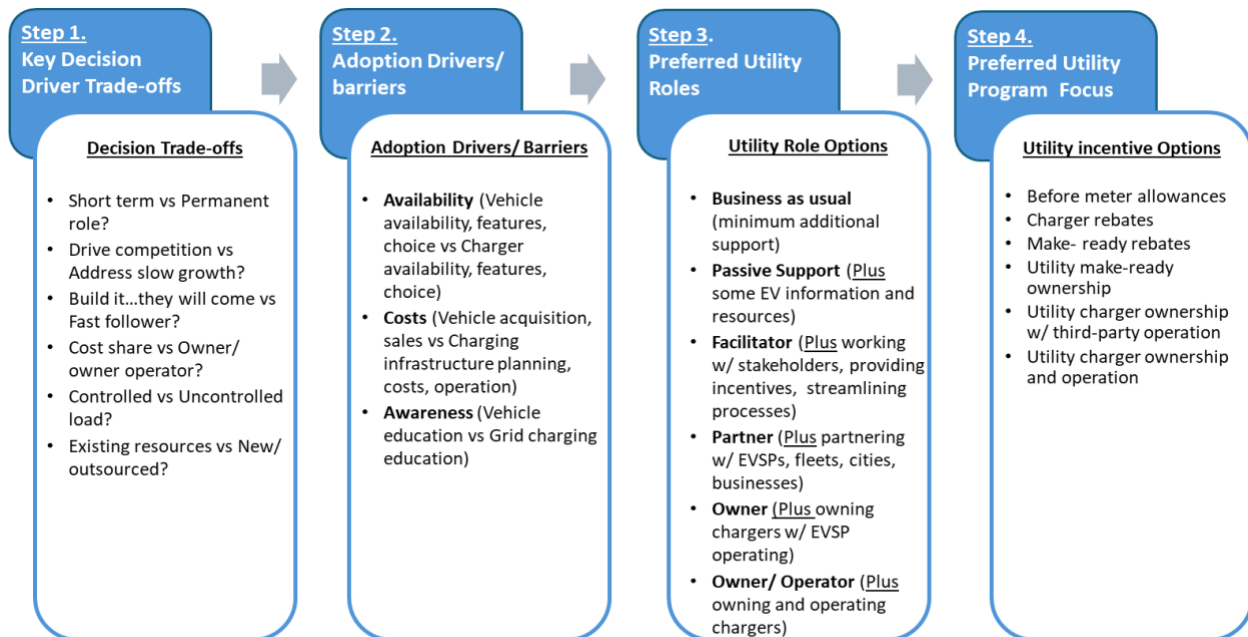 Step 1.
Key Decision
Driver Trade-offs
Decision Trade-offs
• Short term vs Permanent
role?
• Drive competition vs
Address slow growth?
• Build it...they will come vs
Fast follower?
• Cost share vs Owner/
owner operator?
• Controlled vs Uncontrolled
load?
• Existing resources vs New/
outsourced?
Step 2.
Adoption Drivers/
barriers
Adoption Drivers/ Barriers
• Availability (Vehicle
availability, features,
choice vs Charger
availability, features,
choice)
• Costs (Vehicle acquisition,
sales vs Charging
infrastructure planning,
costs, operation)
• Awareness (Vehicle
education vs Grid charging
education)
Step 3.
Preferred Utility
Roles
Utility Role Options
• Business as usual
(minimum additional
support)
• Passive Support (Plus
some EV information and
resources)
• Facilitator (Plus working
w/ stakeholders, providing
incentives, streamlining
processes)
• Partner (Plus partnering
w/ EVSPs, fleets, cities,
businesses)
• Owner (Plus owning
chargers w/ EVSP
operating)
• Owner/ Operator (Plus
owning and operating
chargers)
Step 4.
Preferred Utility
Program Focus
Utility incentive Options
• Before meter allowances
• Charger rebates
• Make- ready rebates
• Utility make-ready
ownership
• Utility charger ownership
w/ third-party operation
• Utility charger ownership
and operation